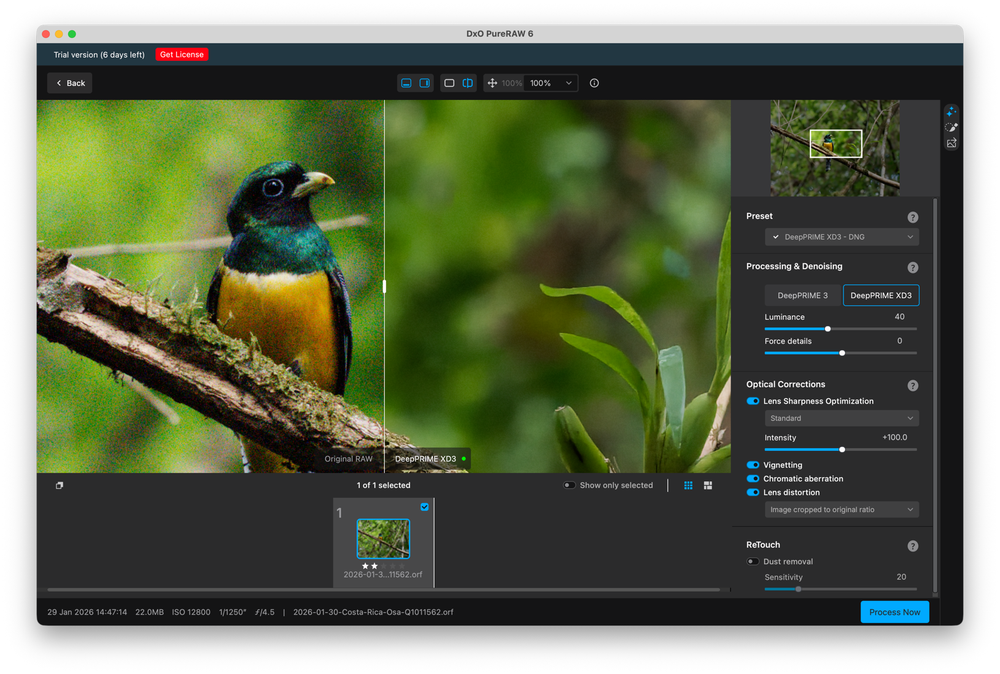 DxO PureRAW 6
Trial version (6 days left) Get License
Back
100% 100%
Preset
DeepPRIME XD3 - DNG
Processing & Denoising
DeepPRIME 3 DeepPRIME XD3
Luminance 40
Force details 0
Optical Corrections
Lens Sharpness Optimization
Standard
Intensity +100.0
Vignetting
Chromatic aberration
Lens distortion
Image cropped to original ratio
ReTouch
Dust removal
Sensitivity 20
Original RAW DeepPRIME XD3
1 of 1 selected Show only selected
1
2026-01-3...11562.orf
29 Jan 2026 14:47:14 22.0MB ISO 12800 1/1250″ ƒ/4.5 | 2026-01-30-Costa-Rica-Osa-Q1011562.orf
Process Now